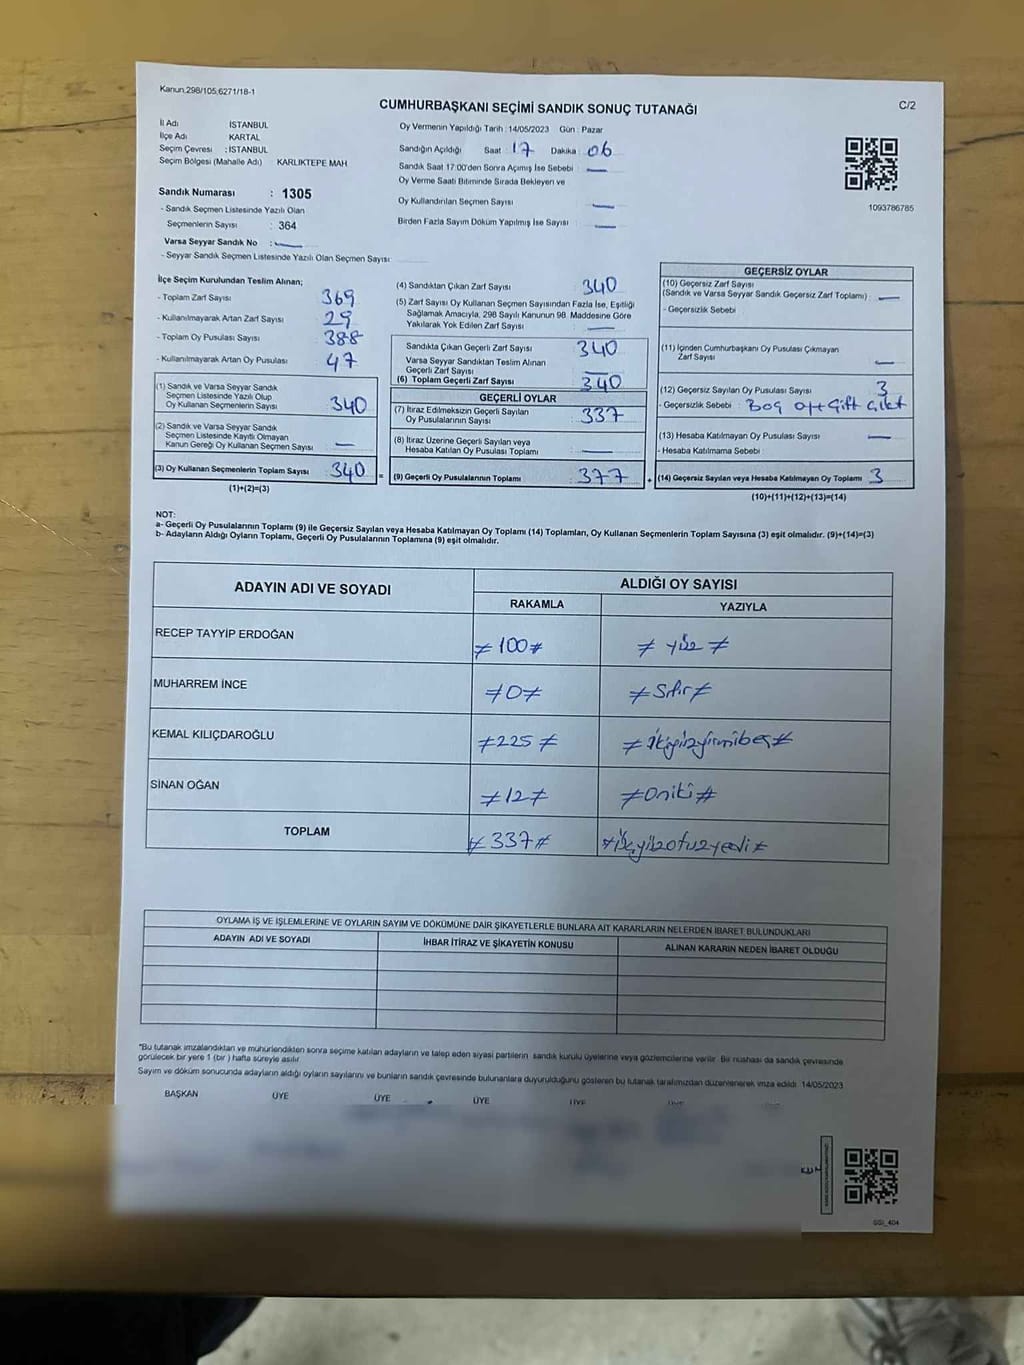 Kanun.298/105,6271/18-1
CUMHURBAŞKANI SEÇİMİ SANDIK SONUÇ TUTANAĞI
C/2
İl Adı İSTANBUL
İlçe Adı KARTAL
Seçim Çevresi : İSTANBUL
Seçim Bölgesi (Mahalle Adı) KARLIKTEPE MAH
Sandık Numarası : 1305
- Sandık Seçmen Listesinde Yazılı Olan
Seçmenlerin Sayısı : 364
Varsa Seyyar Sandık No : —
- Seyyar Sandık Seçmen Listesinde Yazılı Olan Seçmen Sayısı:
Oy Vermenin Yapıldığı Tarih : 14/05/2023 Gün : Pazar
Sandığın Açıldığı Saat : 17 Dakika : 06
Sandık Saat 17:00'den Sonra Açımış İse Sebebi : —
Oy Verme Saati Bitiminde Sırada Bekleyen ve
Oy Kullandırılan Seçmen Sayısı : —
Birden Fazla Sayım Döküm Yapılmış İse Sayısı : —
1093786785
İlçe Seçim Kurulundan Teslim Alınan;
- Toplam Zarf Sayısı 369
- Kullanılmayarak Artan Zarf Sayısı : 29
- Toplam Oy Pusulası Sayısı : 388
- Kullanılmayarak Artan Oy Pusulası : 47
(1) Sandık ve Varsa Seyyar Sandık
Seçmen Listesinde Yazılı Olup
Oy Kullanan Seçmenlerin Sayısı : 340
(2) Sandık ve Varsa Seyyar Sandık
Seçmen Listesinde Kayıtlı Olmayan
Kanun Gereği Oy Kullanan Seçmen Sayısı : —
(3) Oy Kullanan Seçmenlerin Toplam Sayısı : 340 =
(1)+(2)=(3)
(4) Sandıktan Çıkan Zarf Sayısı : 340
(5) Zarf Sayısı Oy Kullanan Seçmen Sayısından Fazla İse, Eşitliği
Sağlamak Amacıyla, 298 Sayılı Kanunun 98. Maddesine Göre
Yakılarak Yok Edilen Zarf Sayısı : —
Sandıkta Çıkan Geçerli Zarf Sayısı : 340
Varsa Seyyar Sandıktan Teslim Alınan
Geçerli Zarf Sayısı : —
(6) Toplam Geçerli Zarf Sayısı : 340
GEÇERLİ OYLAR
(7) İtiraz Edilmeksizin Geçerli Sayılan
Oy Pusulalarının Sayısı : 337
(8) İtiraz Üzerine Geçerli Sayılan veya
Hesaba Katılan Oy Pusulası Toplamı : —
(9) Geçerli Oy Pusulalarının Toplamı : 377 +
GEÇERSİZ OYLAR
(10) Geçersiz Zarf Sayısı
(Sandık ve Varsa Seyyar Sandık Geçersiz Zarf Toplamı) : —
- Geçersizlik Sebebi :
(11) İçinden Cumhurbaşkanı Oy Pusulası Çıkmayan
Zarf Sayısı : —
(12) Geçersiz Sayılan Oy Pusulası Sayısı : 3
- Geçersizlik Sebebi : Boş oy+Çift
(13) Hesaba Katılmayan Oy Pusulası Sayısı : —
- Hesaba Katılmama Sebebi :
(14) Geçersiz Sayılan veya Hesaba Katılmayan Oy Toplamı : 3
(10)+(11)+(12)+(13)=(14)
NOT:
a- Geçerli Oy Pusulalarının Toplamı (9) ile Geçersiz Sayılan veya Hesaba Katılmayan Oy Toplamı (14) Toplamları, Oy Kullanan Seçmenlerin Toplam Sayısına (3) eşit olmalıdır. (9)+(14)=(3)
b- Adayların Aldığı Oyların Toplamı, Geçerli Oy Pusulalarının Toplamına (9) eşit olmalıdır.
ADAYIN ADI VE SOYADI ALDIĞI OY SAYISI
RAKAMLA YAZIYLA
RECEP TAYYİP ERDOĞAN ≠100≠ ≠ yüz ≠
MUHARREM İNCE ≠0≠ ≠Sıfır≠
KEMAL KILIÇDAROĞLU ≠225≠ ≠ikiyüzyirmibeş≠
SİNAN OĞAN ≠12≠ ≠Oniki≠
TOPLAM ≠337≠ ≠üçyüzotuzyedi≠
OYLAMA İŞ VE İŞLEMLERİNE VE OYLARIN SAYIM VE DÖKÜMÜNE DAİR ŞİKAYETLERLE BUNLARA AİT KARARLARIN NELERDEN İBARET BULUNDUKLARI
ADAYIN ADI VE SOYADI İHBAR İTİRAZ VE ŞİKAYETİN KONUSU ALINAN KARARIN NEDEN İBARET OLDUĞU
*Bu tutanak imzalandıktan ve mühürlendikten sonra seçime katılan adayların ve talep eden siyasi partilerin sandık kurulu üyelerine veya gözlemcilerine verilir. Bir nüshası da sandık çevresinde
görülecek bir yere 1 (bir) hafta süreyle asılır.
Sayım ve döküm sonucunda adayların aldığı oyların sayılarını ve bunların sandık çevresinde bulunanlara duyurulduğunu gösteren bu tutanak tarafımızdan düzenlenerek imza edildi. 14/05/2023
BAŞKAN ÜYE ÜYE ÜYE ÜYE ÜYE
SSİ_404